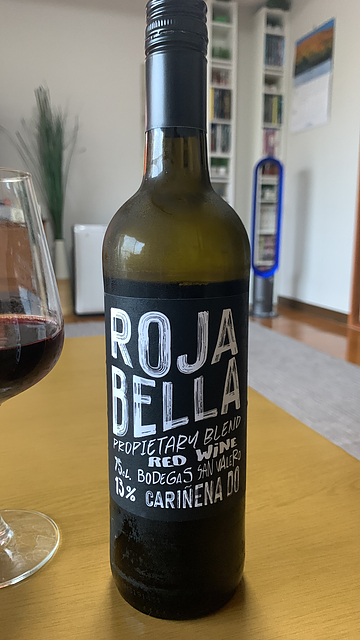 ROJA
BELLA
PROPIETARY BLEND
RED WiNE
75cL. BODEGAS SAN VALERO
13% CARIÑENA DO